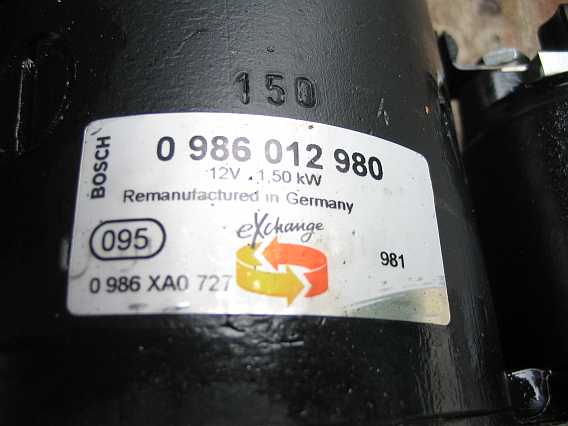 150
BOSCH
0 986 012 980
12V 1,50 kW
Remanufactured in Germany
eXchange
095
981
0 986 XA0 727